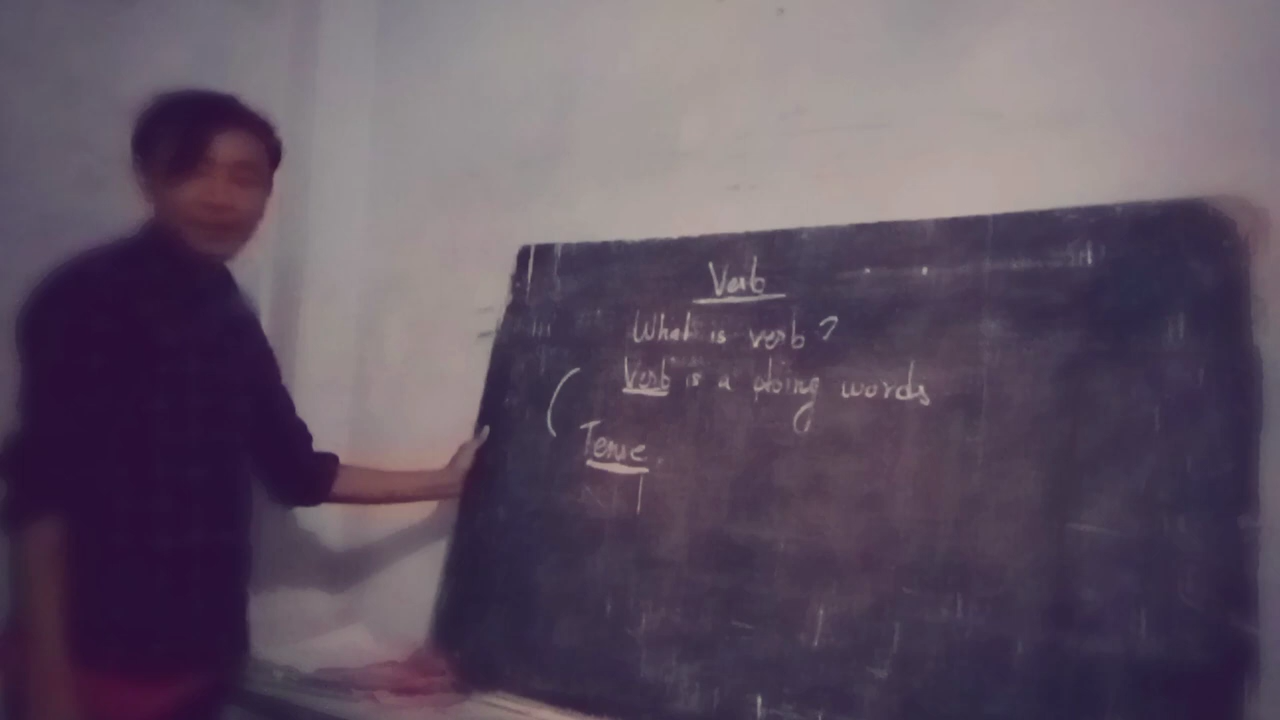 Verb
What is verb?
Verb is a doing words
Tense